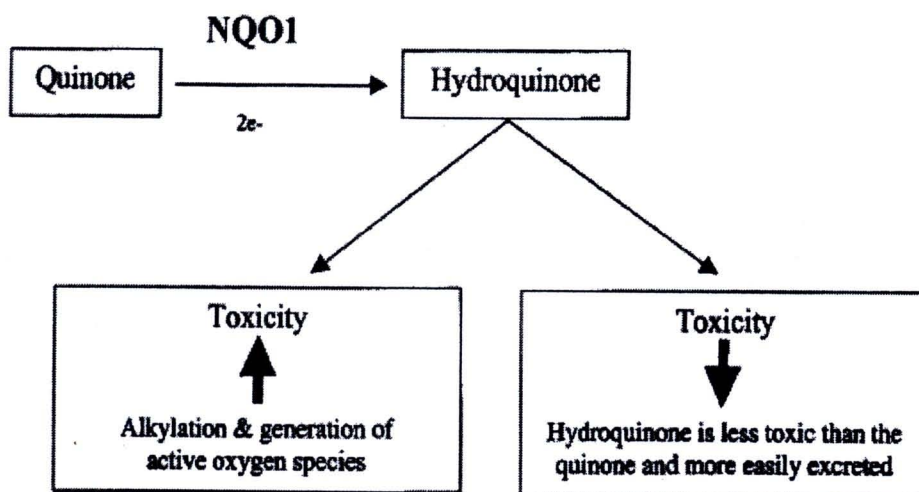 NQO1
Quinone
Hydroquinone
2e-
Toxicity
Alkylation & generation of
active oxygen species
Toxicity
Hydroquinone is less toxic than the
quinone and more easily excreted